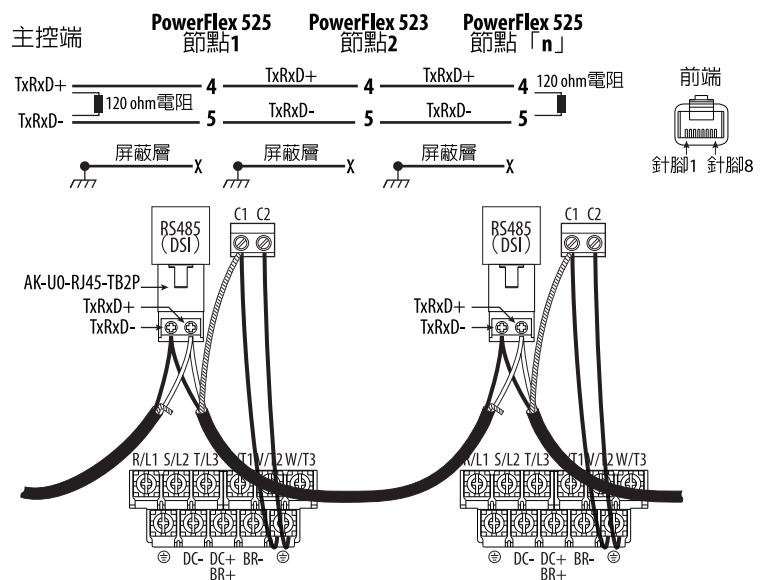 主控端
PowerFlex 525
節點1
PowerFlex 523
節點2
PowerFlex 525
節點「n」
TxRxD+
4
TxRxD+
4
TxRxD+
4
120 ohm電阻
120 ohm電阻
TxRxD-
5
TxRxD-
5
TxRxD-
5
前端
針腳1 針腳8
屏蔽層
X
屏蔽層
X
屏蔽層
X
RS485
(DSI)
C1 C2
AK-U0-RJ45-TB2P
TxRxD+
TxRxD-
R/L1 S/L2 T/L3 /T1 /T2 W/T3
DC- DC+ BR-
BR+
RS485
(DSI)
C1 C2
TxRxD+
TxRxD-
R/L1 S/L2 T/L3 /T1 /T2 W/T3
DC- DC+ BR-
BR+